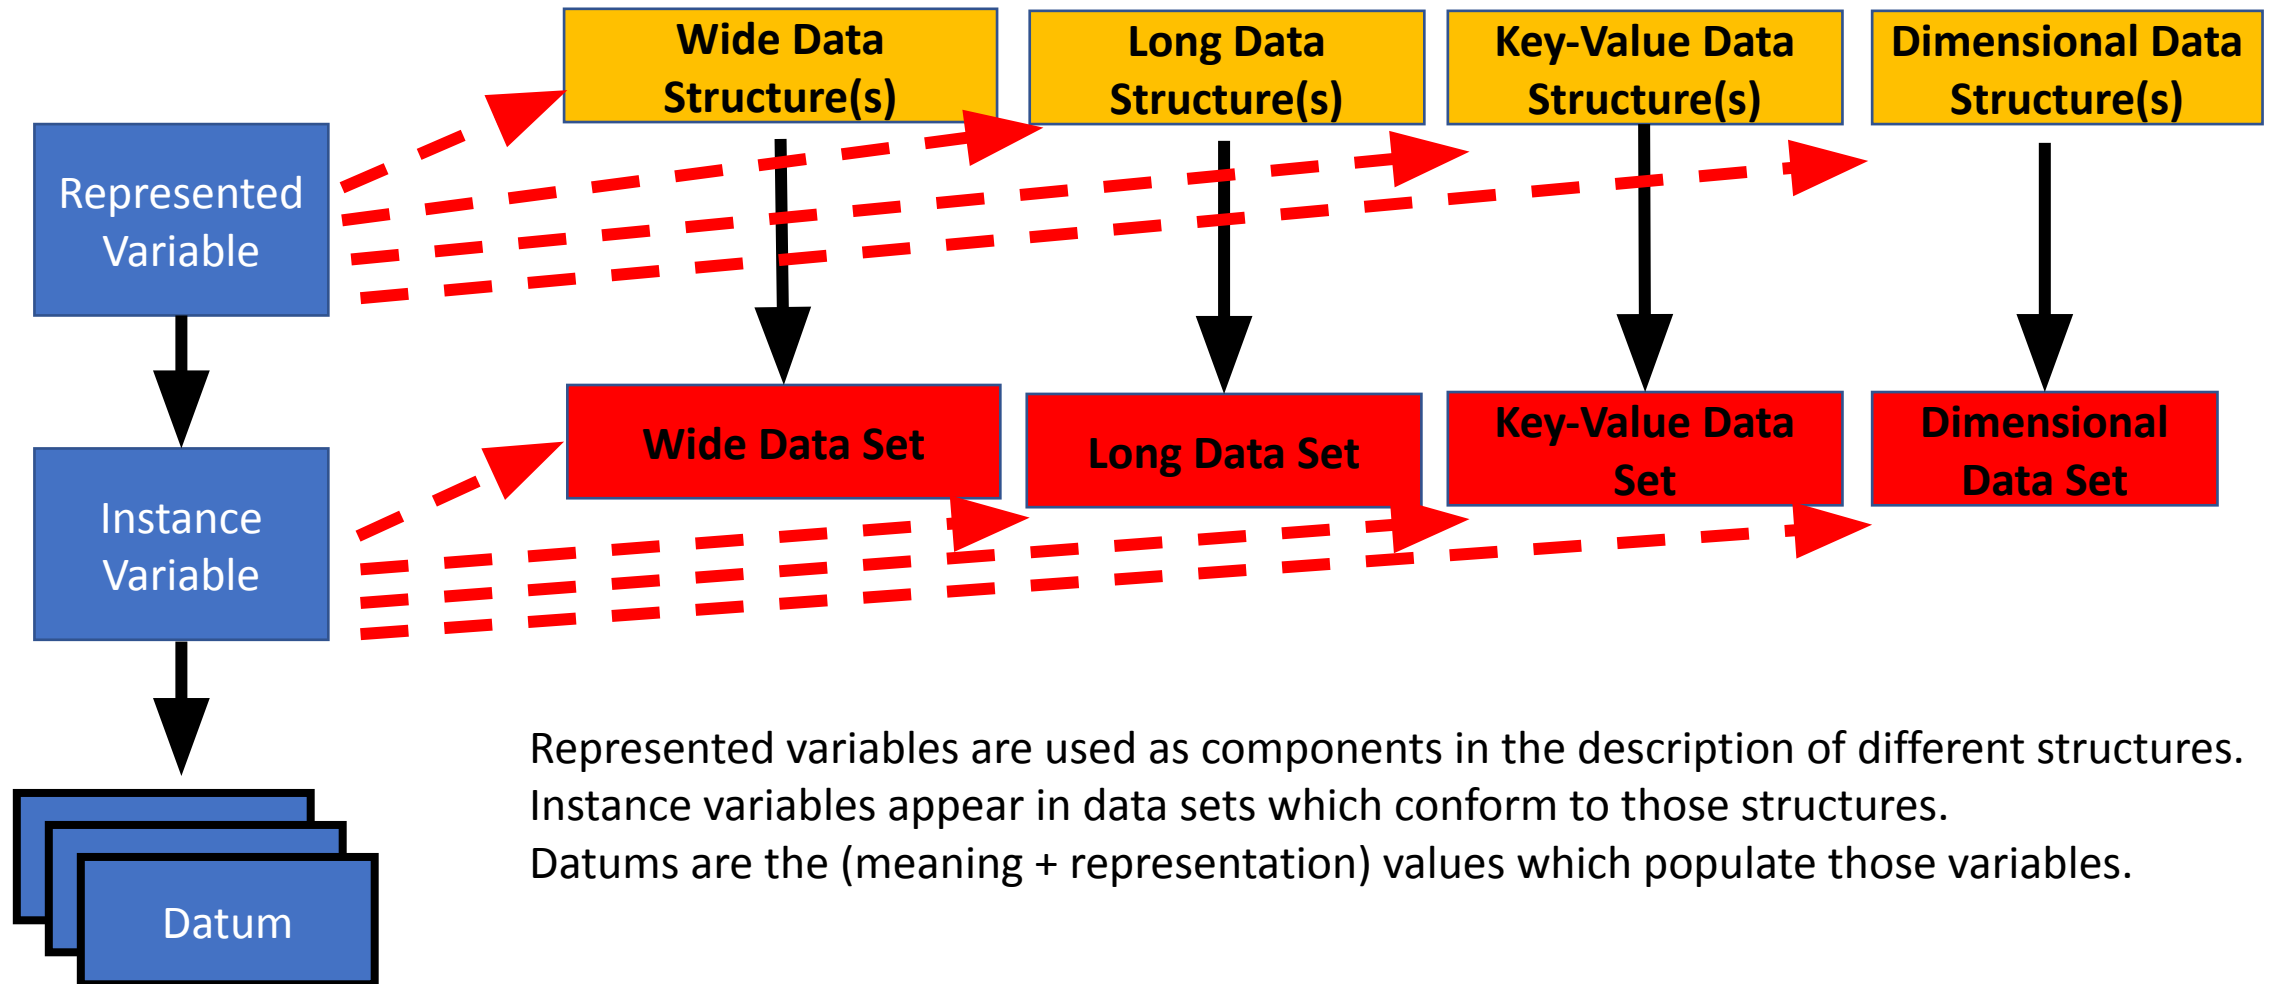 Wide Data
Structure(s)
Long Data
Structure(s)
Key-Value Data
Structure(s)
Dimensional Data
Structure(s)
Represented
Variable
Wide Data Set
Long Data Set
Key-Value Data
Set
Dimensional
Data Set
Instance
Variable
Represented variables are used as components in the description of different structures.
Instance variables appear in data sets which conform to those structures.
Datums are the (meaning + representation) values which populate those variables.
Datum